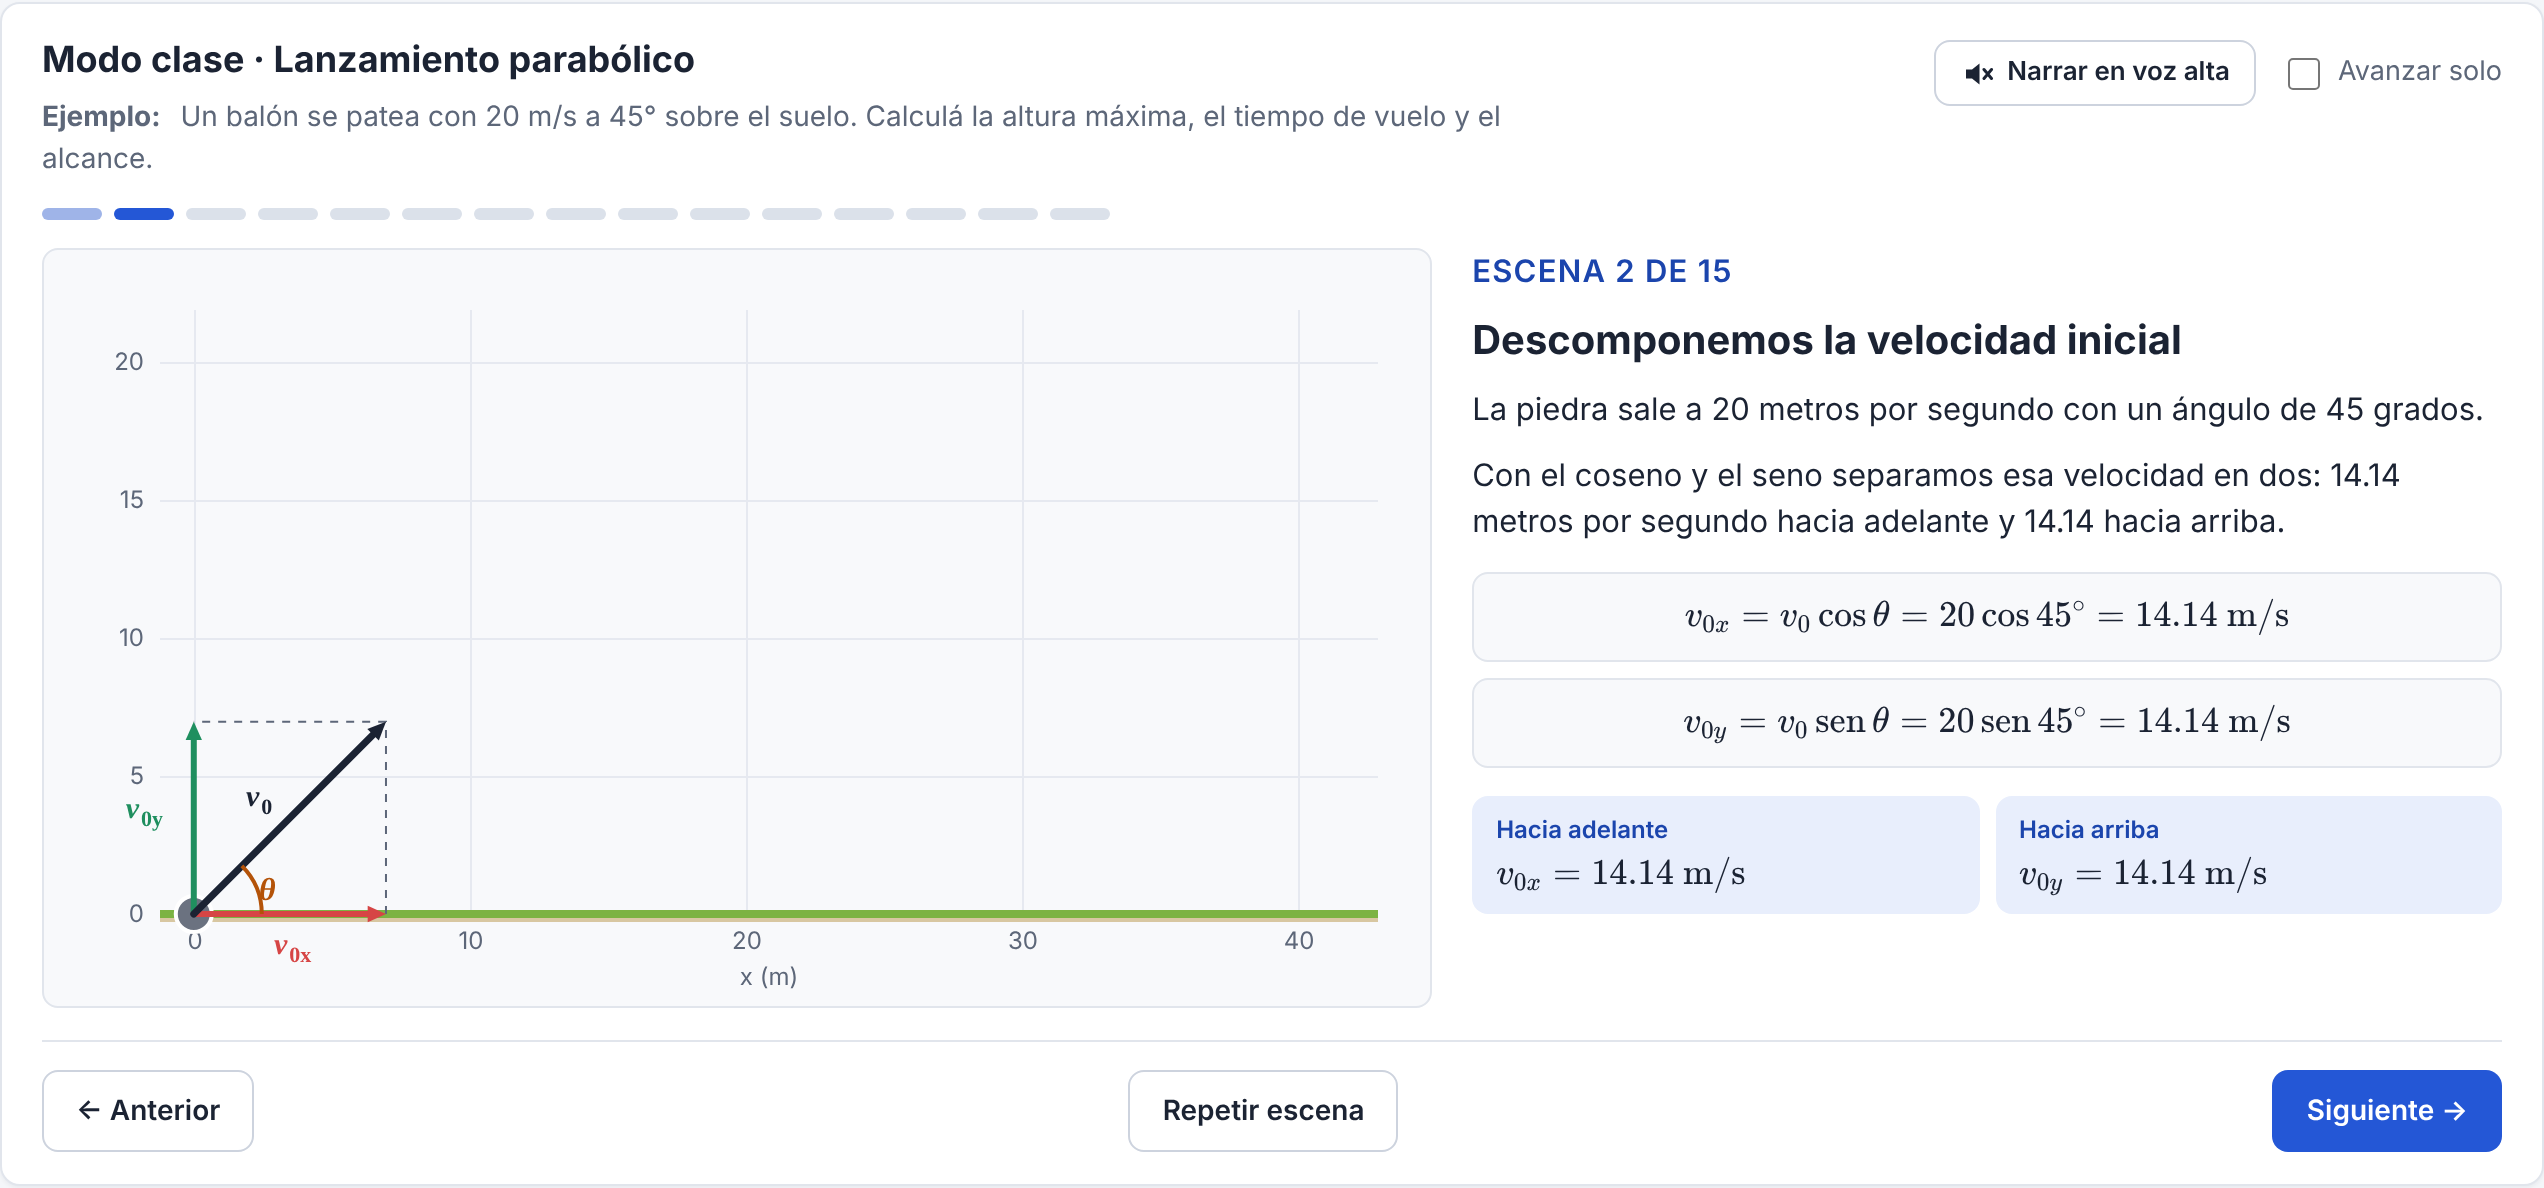 Modo clase · Lanzamiento parabólico
Narrar en voz alta
Avanzar solo
Ejemplo: Un balón se patea con 20 m/s a 45° sobre el suelo. Calculá la altura máxima, el tiempo de vuelo y el
alcance.
20
15
10
5
0
v0y
v0
θ
v0x
0
10
20
30
40
x (m)
ESCENA 2 DE 15
Descomponemos la velocidad inicial
La piedra sale a 20 metros por segundo con un ángulo de 45 grados.
Con el coseno y el seno separamos esa velocidad en dos: 14.14
metros por segundo hacia adelante y 14.14 hacia arriba.
v0x = v0 cos θ = 20 cos 45° = 14.14 m/s
v0y = v0 sen θ = 20 sen 45° = 14.14 m/s
Hacia adelante
v0x = 14.14 m/s
Hacia arriba
v0y = 14.14 m/s
← Anterior
Repetir escena
Siguiente →